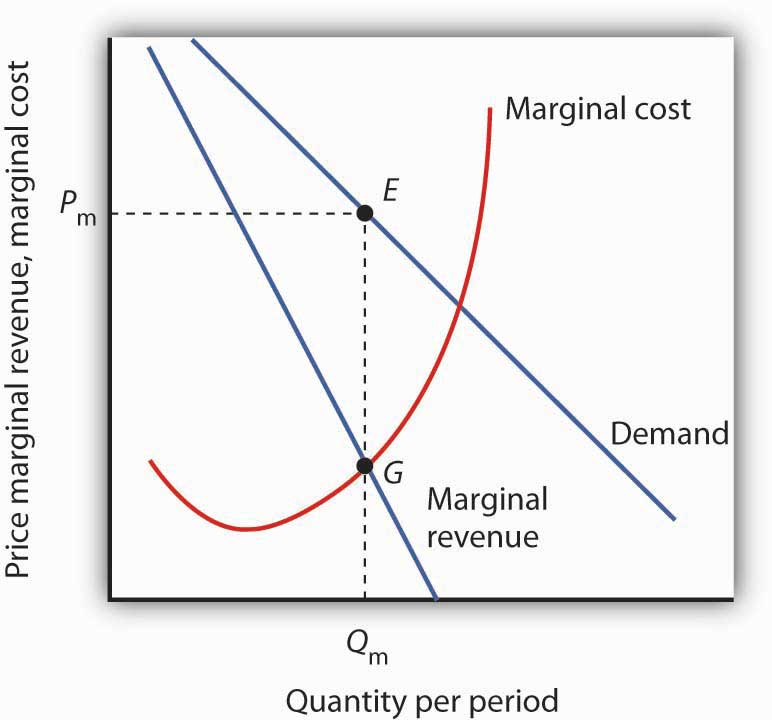 Price marginal revenue, marginal cost
Marginal cost
E
Pm
Demand
G
Marginal
revenue
Qm
Quantity per period